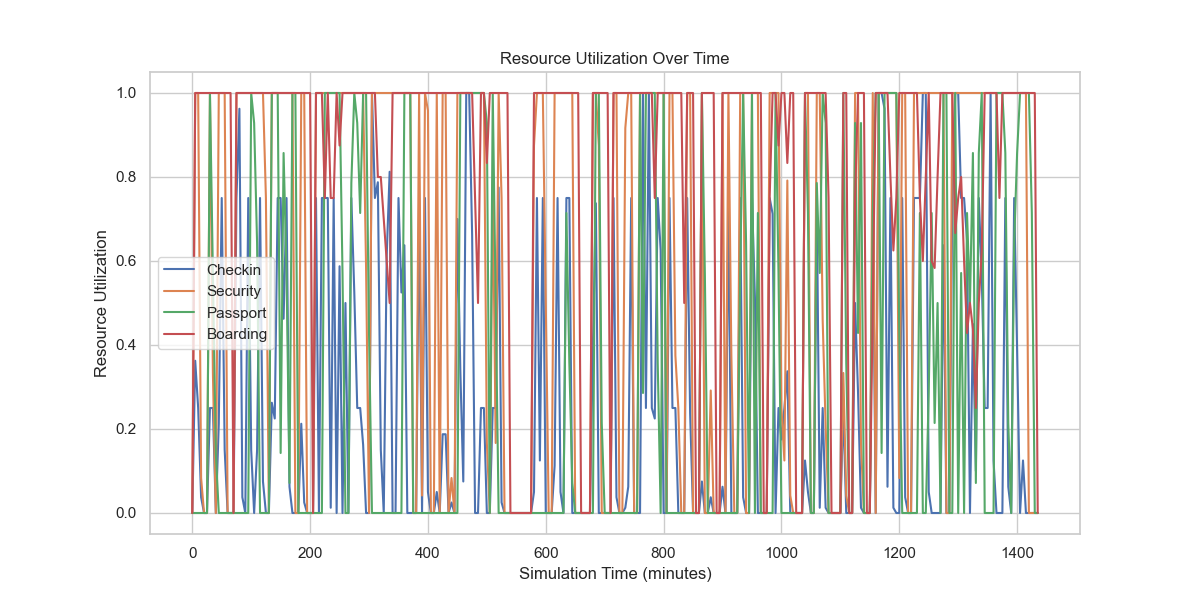 Resource Utilization Over Time
Resource Utilization
1.0
0.8
0.6
0.4
0.2
0.0
Checkin
Security
Passport
Boarding
0 200 400 600 800 1000 1200 1400
Simulation Time (minutes)